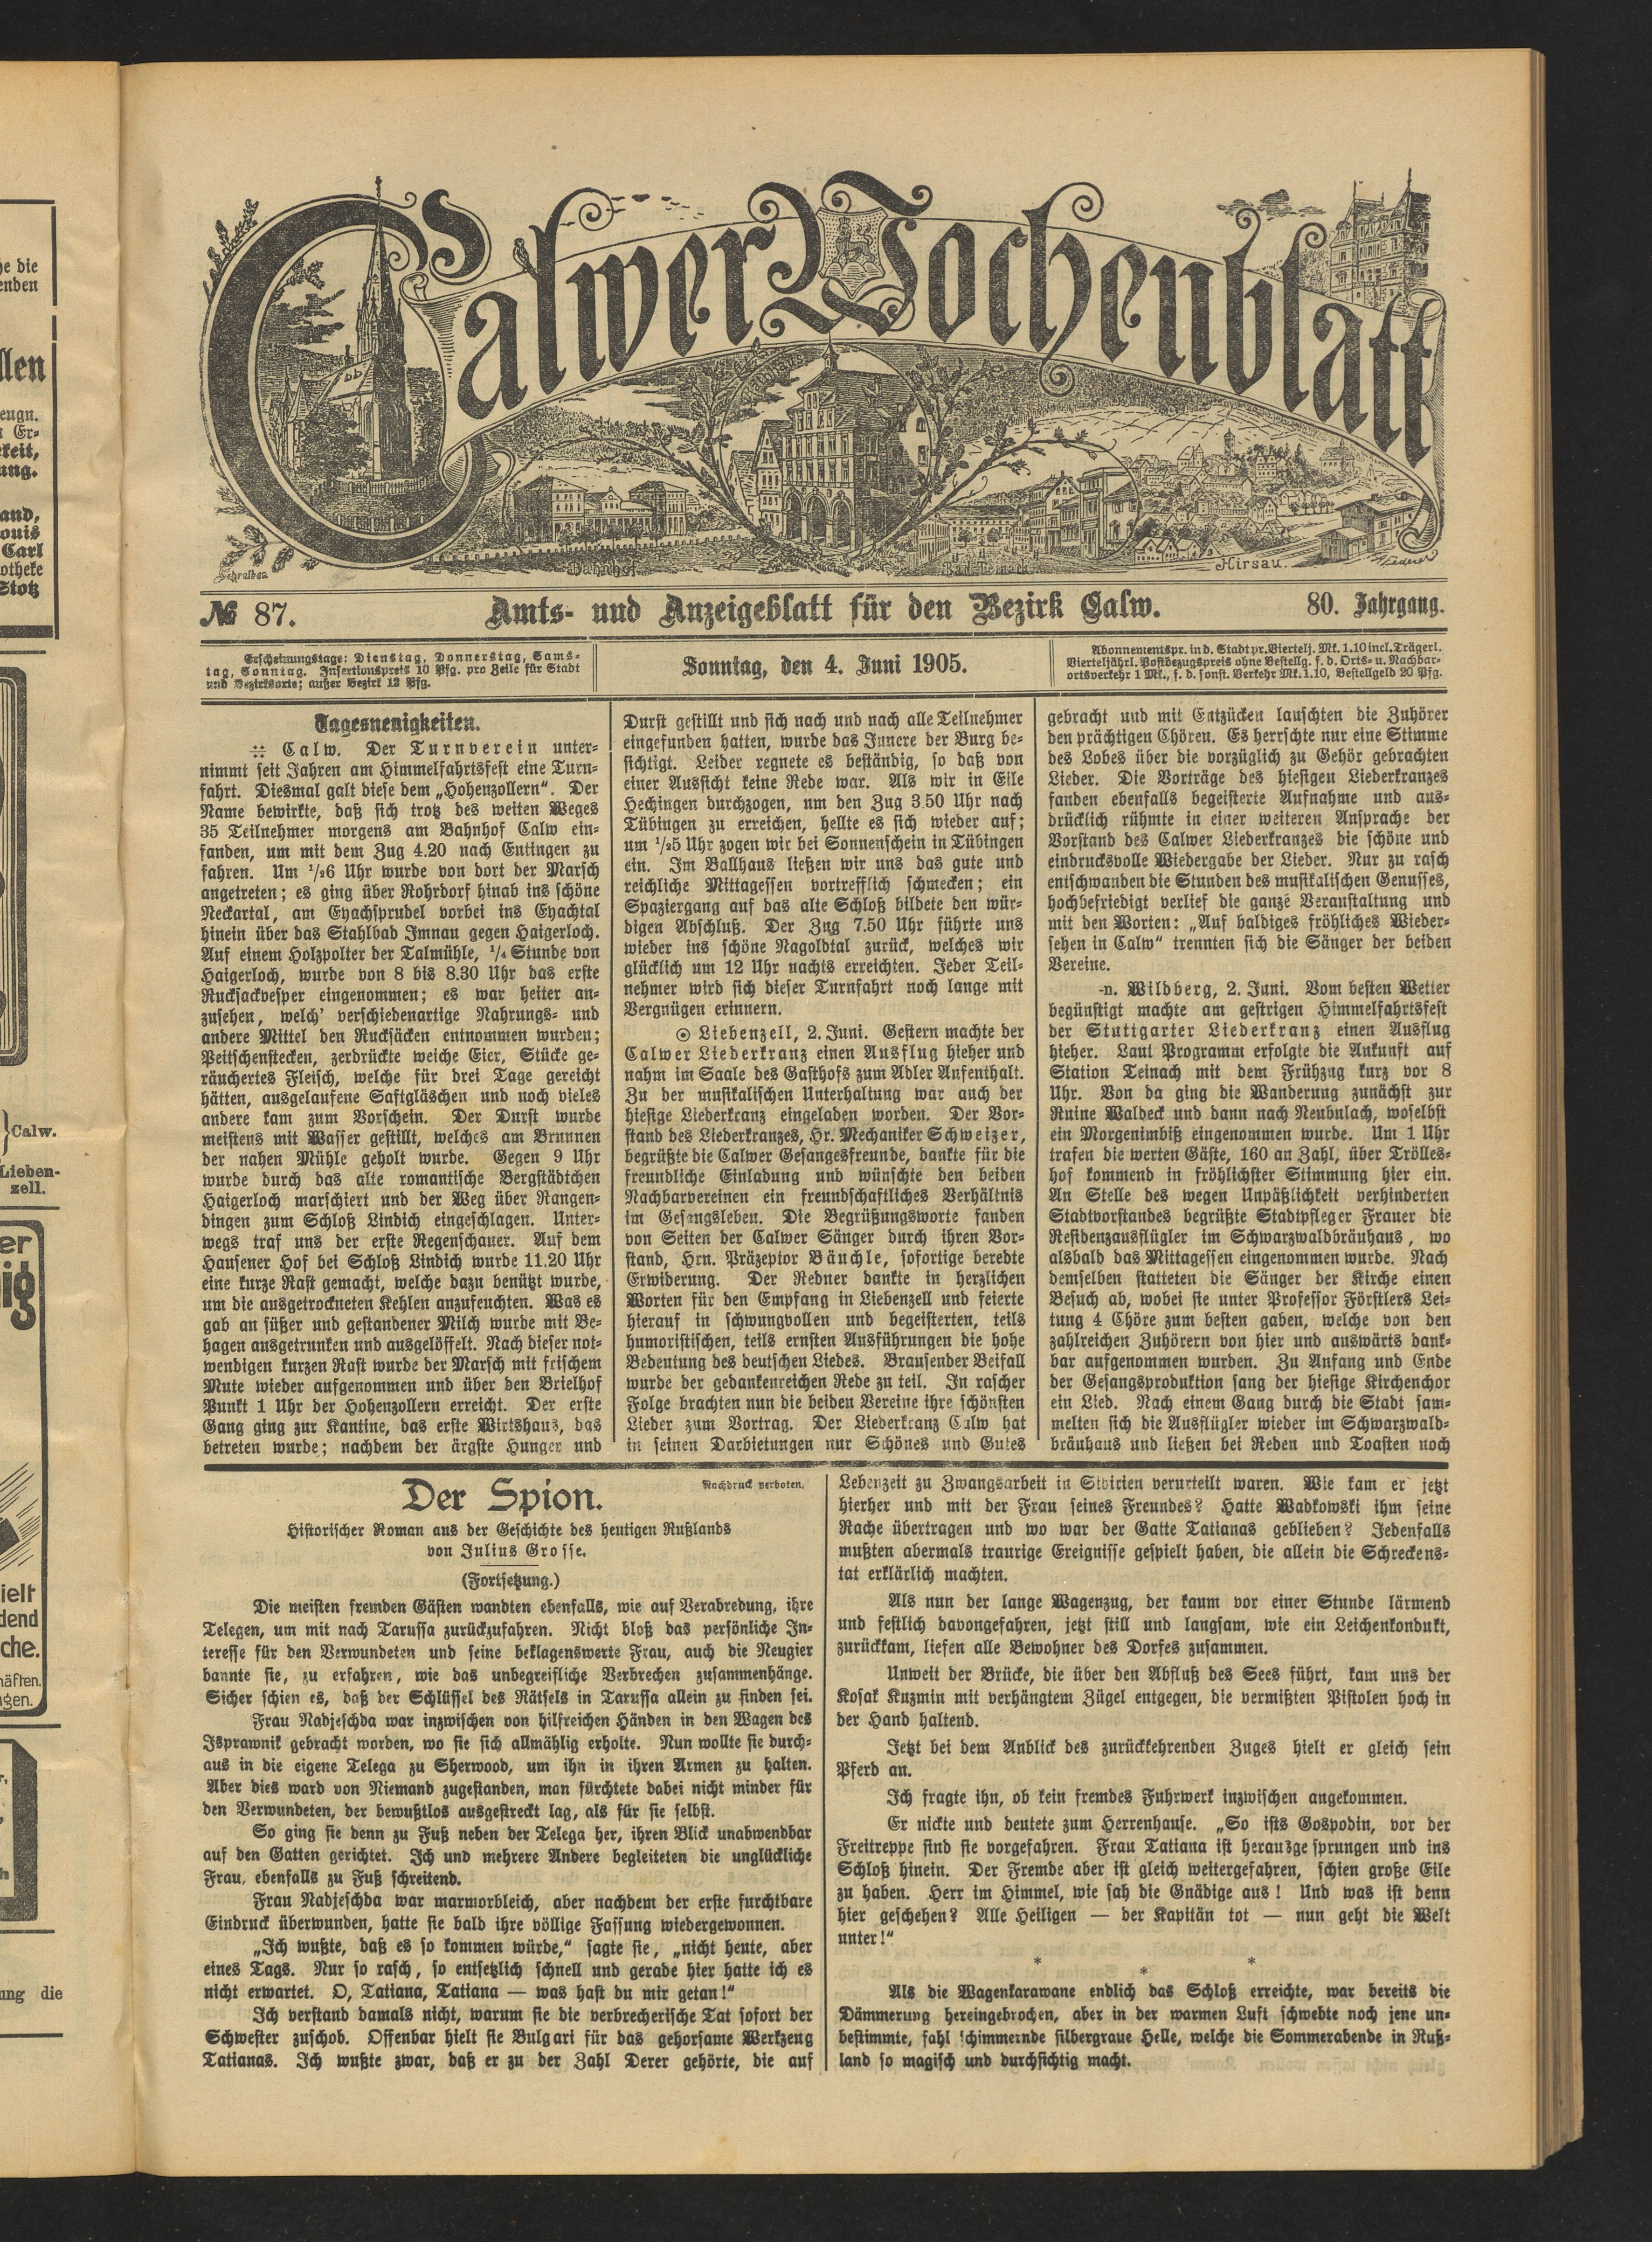 Calwer Wochenblatt
Bahnhof.
Hirsau.
№ 87.
Amts- und Anzeigeblatt für den Bezirk Calw.
80. Jahrgang.
Erscheinungstage: Dienstag, Donnerstag, Sams-
tag, Sonntag. Insertionspreis 10 Pfg. pro Zeile für Stadt
und Bezirksorte; außer Bezirk 12 Pfg.
Sonntag, den 4. Juni 1905.
Abonnementspr. in d. Stadt pr. Viertelj. Mk. 1.10 incl. Trägerl.
Vierteljährl. Postbezugspreis ohne Bestellg. f. d. Orts- u. Nachbar-
ortsverkehr 1 Mk., f. d. sonst. Verkehr Mk. 1.10, Bestellgeld 20 Pfg.
Tagesneuigkeiten.
Calw. Der Turnverein unter-
nimmt seit Jahren am Himmelfahrtsfest eine Turn-
fahrt. Diesmal galt diese dem „Hohenzollern“. Der
Name bewirkte, daß sich trotz des weiten Weges
35 Teilnehmer morgens am Bahnhof Calw ein-
fanden, um mit dem Zug 4.20 nach Eutingen zu
fahren. Um 1/26 Uhr wurde von dort der Marsch
angetreten; es ging über Rohrdorf hinab ins schöne
Neckartal, am Eyachsprudel vorbei ins Eyachtal
hinein über das Stahlbad Imnau gegen Haigerloch.
Auf einem Holzpolter der Talmühle, 1/4 Stunde von
Haigerloch, wurde von 8 bis 8.30 Uhr das erste
Rucksackvesper eingenommen; es war heiter an-
zusehen, welch’ verschiedenartige Nahrungs- und
andere Mittel den Rucksäcken entnommen wurden;
Peitschenstecken, zerdrückte weiche Eier, Stücke ge-
räuchertes Fleisch, welche für drei Tage gereicht
hätten, ausgelaufene Saftgläschen und noch vieles
andere kam zum Vorschein. Der Durst wurde
meistens mit Wasser gestillt, welches am Brunnen
der nahen Mühle geholt wurde. Gegen 9 Uhr
wurde durch das alte romantische Bergstädtchen
Haigerloch marschiert und der Weg über Rangen-
dingen zum Schloß Lindich eingeschlagen. Unter-
wegs traf uns der erste Regenschauer. Auf dem
Hausener Hof bei Schloß Lindich wurde 11.20 Uhr
eine kurze Rast gemacht, welche dazu benützt wurde,
um die ausgetrockneten Kehlen anzufeuchten. Was es
gab an süßer und gestandener Milch wurde mit Be-
hagen ausgetrunken und ausgelöffelt. Nach dieser not-
wendigen kurzen Rast wurde der Marsch mit frischem
Mute wieder aufgenommen und über den Brielhof
Punkt 1 Uhr der Hohenzollern erreicht. Der erste
Gang ging zur Kantine, das erste Wirtshaus, das
betreten wurde; nachdem der ärgste Hunger und
Durst gestillt und sich nach und nach alle Teilnehmer
eingefunden hatten, wurde das Innere der Burg be-
sichtigt. Leider regnete es beständig, so daß von
einer Aussicht keine Rede war. Als wir in Eile
Hechingen durchzogen, um den Zug 3.50 Uhr nach
Tübingen zu erreichen, hellte es sich wieder auf;
um 1/25 Uhr zogen wir bei Sonnenschein in Tübingen
ein. Im Ballhaus ließen wir uns das gute und
reichliche Mittagessen vortrefflich schmecken; ein
Spaziergang auf das alte Schloß bildete den wür-
digen Abschluß. Der Zug 7.50 Uhr führte uns
wieder ins schöne Nagoldtal zurück, welches wir
glücklich um 12 Uhr nachts erreichten. Jeder Teil-
nehmer wird sich dieser Turnfahrt noch lange mit
Vergnügen erinnern.
⊙ Liebenzell, 2. Juni. Gestern machte der
Calwer Liederkranz einen Ausflug hieher und
nahm im Saale des Gasthofs zum Adler Aufenthalt.
Zu der musikalischen Unterhaltung war auch der
hiesige Liederkranz eingeladen worden. Der Vor-
stand des Liederkranzes, Hr. Mechaniker Schweizer,
begrüßte die Calwer Gesangesfreunde, dankte für die
freundliche Einladung und wünschte den beiden
Nachbarvereinen ein freundschaftliches Verhältnis
im Gesangsleben. Die Begrüßungsworte fanden
von Seiten der Calwer Sänger durch ihren Vor-
stand, Hrn. Präzeptor Bäuchle, sofortige beredte
Erwiderung. Der Redner dankte in herzlichen
Worten für den Empfang in Liebenzell und feierte
hierauf in schwungvollen und begeisterten, teils
humoristischen, teils ernsten Ausführungen die hohe
Bedeutung des deutschen Liedes. Brausender Beifall
wurde der gedankenreichen Rede zu teil. In rascher
Folge brachten nun die beiden Vereine ihre schönsten
Lieder zum Vortrag. Der Liederkranz Calw hat
in seinen Darbietungen nur Schönes und Gutes
gebracht und mit Entzücken lauschten die Zuhörer
den prächtigen Chören. Es herrschte nur eine Stimme
des Lobes über die vorzüglich zu Gehör gebrachten
Lieder. Die Vorträge des hiesigen Liederkranzes
fanden ebenfalls begeisterte Aufnahme und aus-
drücklich rühmte in einer weiteren Ansprache der
Vorstand des Calwer Liederkranzes die schöne und
eindrucksvolle Wiedergabe der Lieder. Nur zu rasch
entschwanden die Stunden des musikalischen Genusses,
hochbefriedigt verlief die ganze Veranstaltung und
mit den Worten: „Auf baldiges fröhliches Wieder-
sehen in Calw“ trennten sich die Sänger der beiden
Vereine.
-n. Wildberg, 2. Juni. Vom besten Wetter
begünstigt machte am gestrigen Himmelfahrtsfest
der Stuttgarter Liederkranz einen Ausflug
hieher. Laut Programm erfolgte die Ankunft auf
Station Teinach mit dem Frühzug kurz vor 8
Uhr. Von da ging die Wanderung zunächst zur
Ruine Waldeck und dann nach Neubulach, woselbst
ein Morgenimbiß eingenommen wurde. Um 1 Uhr
trafen die werten Gäste, 160 an Zahl, über Trölles-
hof kommend in fröhlichster Stimmung hier ein.
An Stelle des wegen Unpäßlichkeit verhinderten
Stadtvorstandes begrüßte Stadtpfleger Frauer die
Residenzausflügler im Schwarzwaldbräuhaus, wo
alsbald das Mittagessen eingenommen wurde. Nach
demselben statteten die Sänger der Kirche einen
Besuch ab, wobei sie unter Professor Förstlers Lei-
tung 4 Chöre zum besten gaben, welche von den
zahlreichen Zuhörern von hier und auswärts dank-
bar aufgenommen wurden. Zu Anfang und Ende
der Gesangsproduktion sang der hiesige Kirchenchor
ein Lied. Nach einem Gang durch die Stadt sam-
melten sich die Ausflügler wieder im Schwarzwald-
bräuhaus und ließen bei Reden und Toasten noch
Der Spion.
Nachdruck verboten.
Historischer Roman aus der Geschichte des heutigen Rußlands
von Julius Grosse.
(Fortsetzung.)
Die meisten fremden Gästen wandten ebenfalls, wie auf Verabredung, ihre
Telegen, um mit nach Tarussa zurückzufahren. Nicht bloß das persönliche In-
teresse für den Verwundeten und seine beklagenswerte Frau, auch die Neugier
bannte sie, zu erfahren, wie das unbegreifliche Verbrechen zusammenhänge.
Sicher schien es, daß der Schlüssel des Rätsels in Tarussa allein zu finden sei.
Frau Nadjeschda war inzwischen von hilfreichen Händen in den Wagen des
Isprawnik gebracht worden, wo sie sich allmählig erholte. Nun wollte sie durch-
aus in die eigene Telega zu Sherwood, um ihn in ihren Armen zu halten.
Aber dies ward von Niemand zugestanden, man fürchtete dabei nicht minder für
den Verwundeten, der bewußtlos ausgestreckt lag, als für sie selbst.
So ging sie denn zu Fuß neben der Telega her, ihren Blick unabwendbar
auf den Gatten gerichtet. Ich und mehrere Andere begleiteten die unglückliche
Frau, ebenfalls zu Fuß schreitend.
Frau Nadjeschda war marmorbleich, aber nachdem der erste furchtbare
Eindruck überwunden, hatte sie bald ihre völlige Fassung wiedergewonnen.
„Ich wußte, daß es so kommen würde,“ sagte sie, „nicht heute, aber
eines Tags. Nur so rasch, so entsetzlich schnell und gerade hier hatte ich es
nicht erwartet. O, Tatiana, Tatiana — was hast du mir getan!“
Ich verstand damals nicht, warum sie die verbrecherische Tat sofort der
Schwester zuschob. Offenbar hielt sie Bulgari für das gehorsame Werkzeug
Tatianas. Ich wußte zwar, daß er zu der Zahl Derer gehörte, die auf
Lebenzeit zu Zwangsarbeit in Sibirien verurteilt waren. Wie kam er jetzt
hierher und mit der Frau seines Freundes? Hatte Wadkowski ihm seine
Rache übertragen und wo war der Gatte Tatianas geblieben? Jedenfalls
mußten abermals traurige Ereignisse gespielt haben, die allein die Schreckens-
tat erklärlich machten.
Als nun der lange Wagenzug, der kaum vor einer Stunde lärmend
und festlich davongefahren, jetzt still und langsam, wie ein Leichenkondukt,
zurückkam, liefen alle Bewohner des Dorfes zusammen.
Unweit der Brücke, die über den Abfluß des Sees führt, kam uns der
Kosak Kuzmin mit verhängtem Zügel entgegen, die vermißten Pistolen hoch in
der Hand haltend.
Jetzt bei dem Anblick des zurückkehrenden Zuges hielt er gleich sein
Pferd an.
Ich fragte ihn, ob kein fremdes Fuhrwerk inzwischen angekommen.
Er nickte und deutete zum Herrenhause. „So ists Gospodin, vor der
Freitreppe sind sie vorgefahren. Frau Tatiana ist herausgesprungen und ins
Schloß hinein. Der Fremde aber ist gleich weitergefahren, schien große Eile
zu haben. Herr im Himmel, wie sah die Gnädige aus! Und was ist denn
hier geschehen? Alle Heiligen — der Kapitän tot — nun geht die Welt
unter!“
* * *
Als die Wagenkarawane endlich das Schloß erreichte, war bereits die
Dämmerung hereingebrochen, aber in der warmen Luft schwebte noch jene un-
bestimmte, fahl schimmernde silbergraue Helle, welche die Sommerabende in Ruß-
land so magisch und durchsichtig macht.